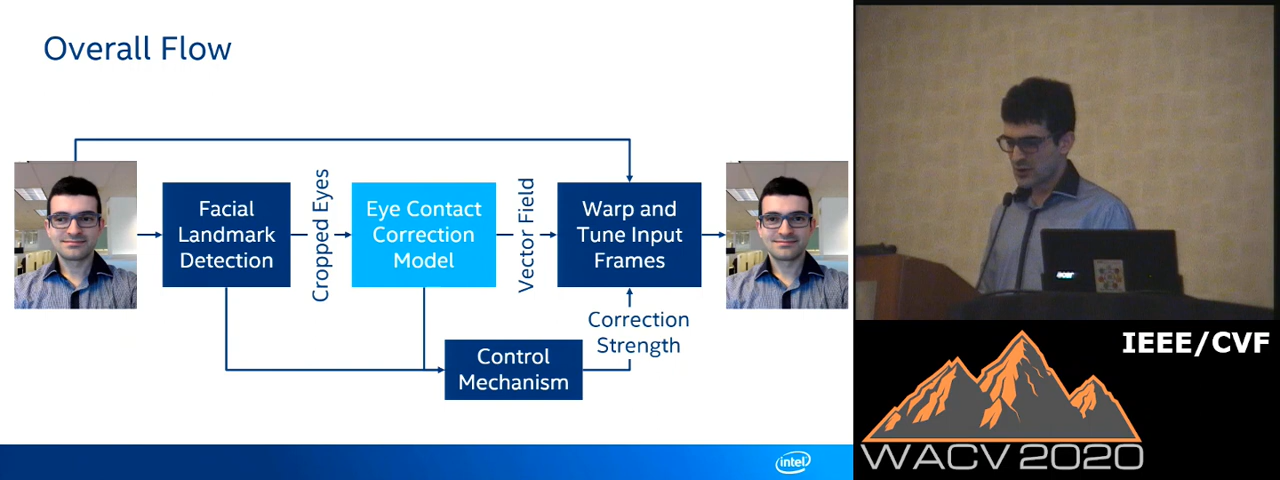 Overall Flow
Facial
Landmark
Detection
Cropped Eyes
Eye Contact
Correction
Model
Vector Field
Warp and
Tune Input
Frames
Correction
Strength
Control
Mechanism
intel
acer
IEEE/CVF
WACV 2020